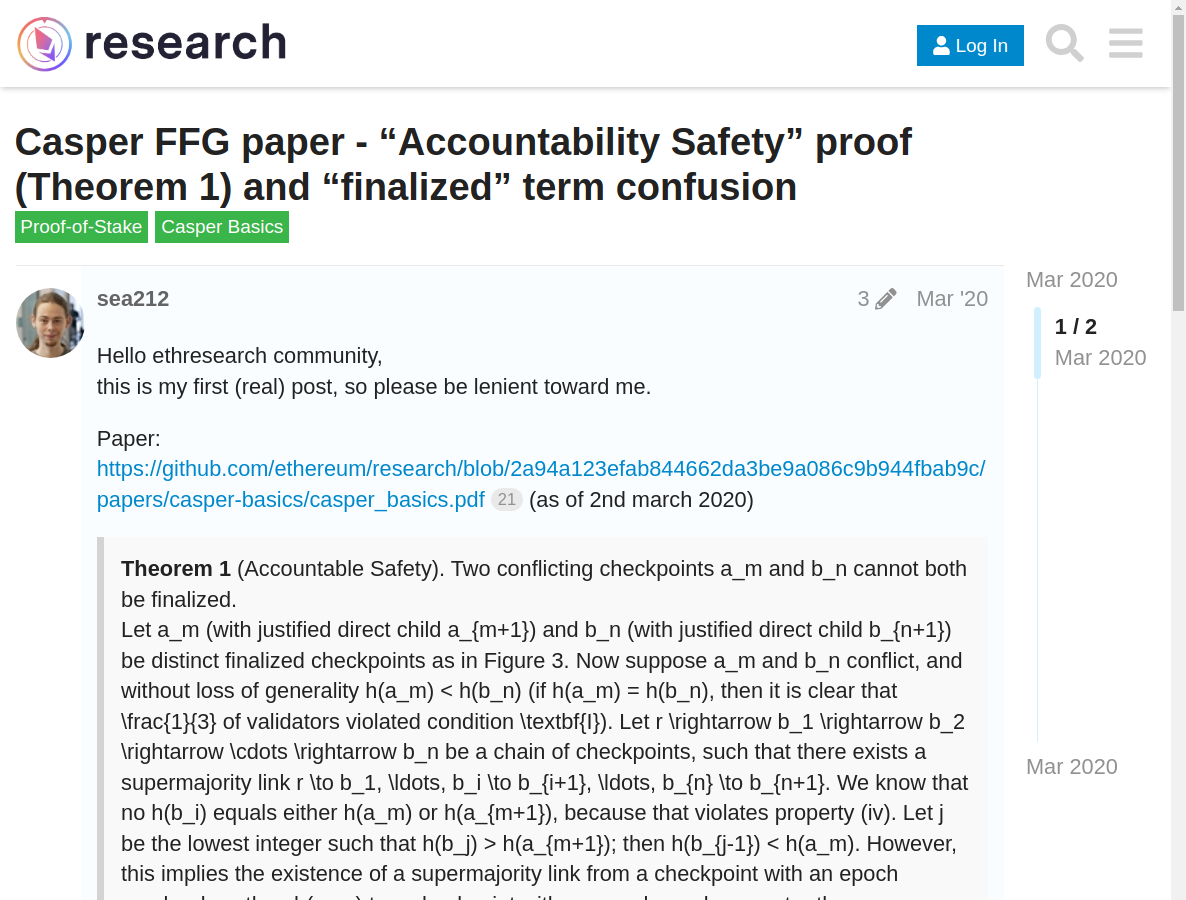 research
Log In
Casper FFG paper - “Accountability Safety” proof
(Theorem 1) and “finalized” term confusion
Proof-of-Stake Casper Basics
sea212
3
Mar '20
Mar 2020
1 / 2
Mar 2020
Hello ethresearch community,
this is my first (real) post, so please be lenient toward me.
Paper:
https://github.com/ethereum/research/blob/2a94a123efab844662da3be9a086c9b944fbab9c/
papers/casper-basics/casper_basics.pdf 21 (as of 2nd march 2020)
Theorem 1 (Accountable Safety). Two conflicting checkpoints a_m and b_n cannot both
be finalized.
Let a_m (with justified direct child a_{m+1}) and b_n (with justified direct child b_{n+1})
be distinct finalized checkpoints as in Figure 3. Now suppose a_m and b_n conflict, and
without loss of generality h(a_m) < h(b_n) (if h(a_m) = h(b_n), then it is clear that
\frac{1}{3} of validators violated condition \textbf{I}). Let r \rightarrow b_1 \rightarrow b_2
\rightarrow \cdots \rightarrow b_n be a chain of checkpoints, such that there exists a
supermajority link r \to b_1, \ldots, b_i \to b_{i+1}, \ldots, b_{n} \to b_{n+1}. We know that
no h(b_i) equals either h(a_m) or h(a_{m+1}), because that violates property (iv). Let j
be the lowest integer such that h(b_j) > h(a_{m+1}); then h(b_{j-1}) < h(a_m). However,
this implies the existence of a supermajority link from a checkpoint with an epoch
Mar 2020